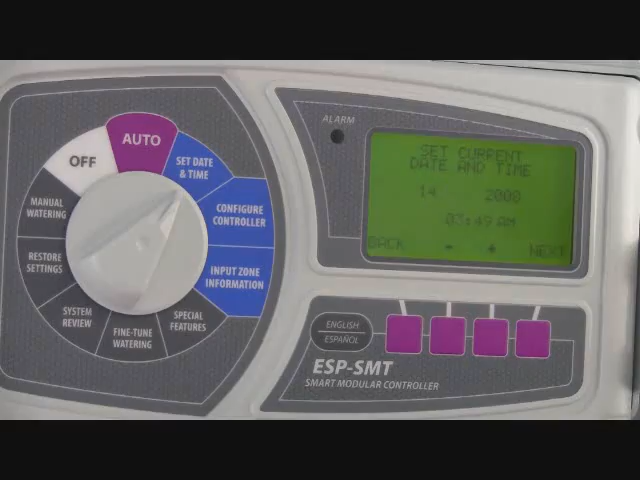 AUTO
OFF
SET DATE
& TIME
CONFIGURE
CONTROLLER
INPUT ZONE
INFORMATION
SPECIAL
FEATURES
FINE-TUNE
WATERING
SYSTEM
REVIEW
RESTORE
SETTINGS
MANUAL
WATERING
ALARM
SET CURRENT
DATE AND TIME
14 2000
AM
BACK - + NEXT
ENGLISH
ESPAÑOL
ESP-SMT
SMART MODULAR CONTROLLER